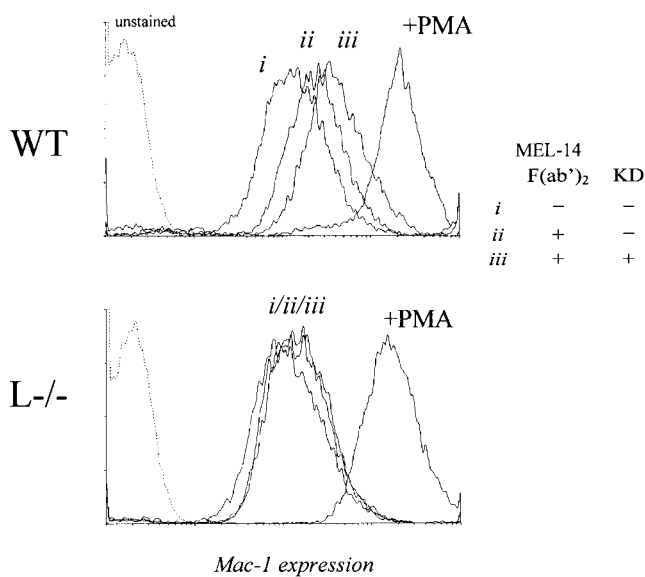 unstained
i
ii
iii
+PMA
WT
MEL-14
F(ab')₂ KD
i − −
ii + −
iii + +
i/ii/iii
+PMA
L-/-
Mac-1 expression